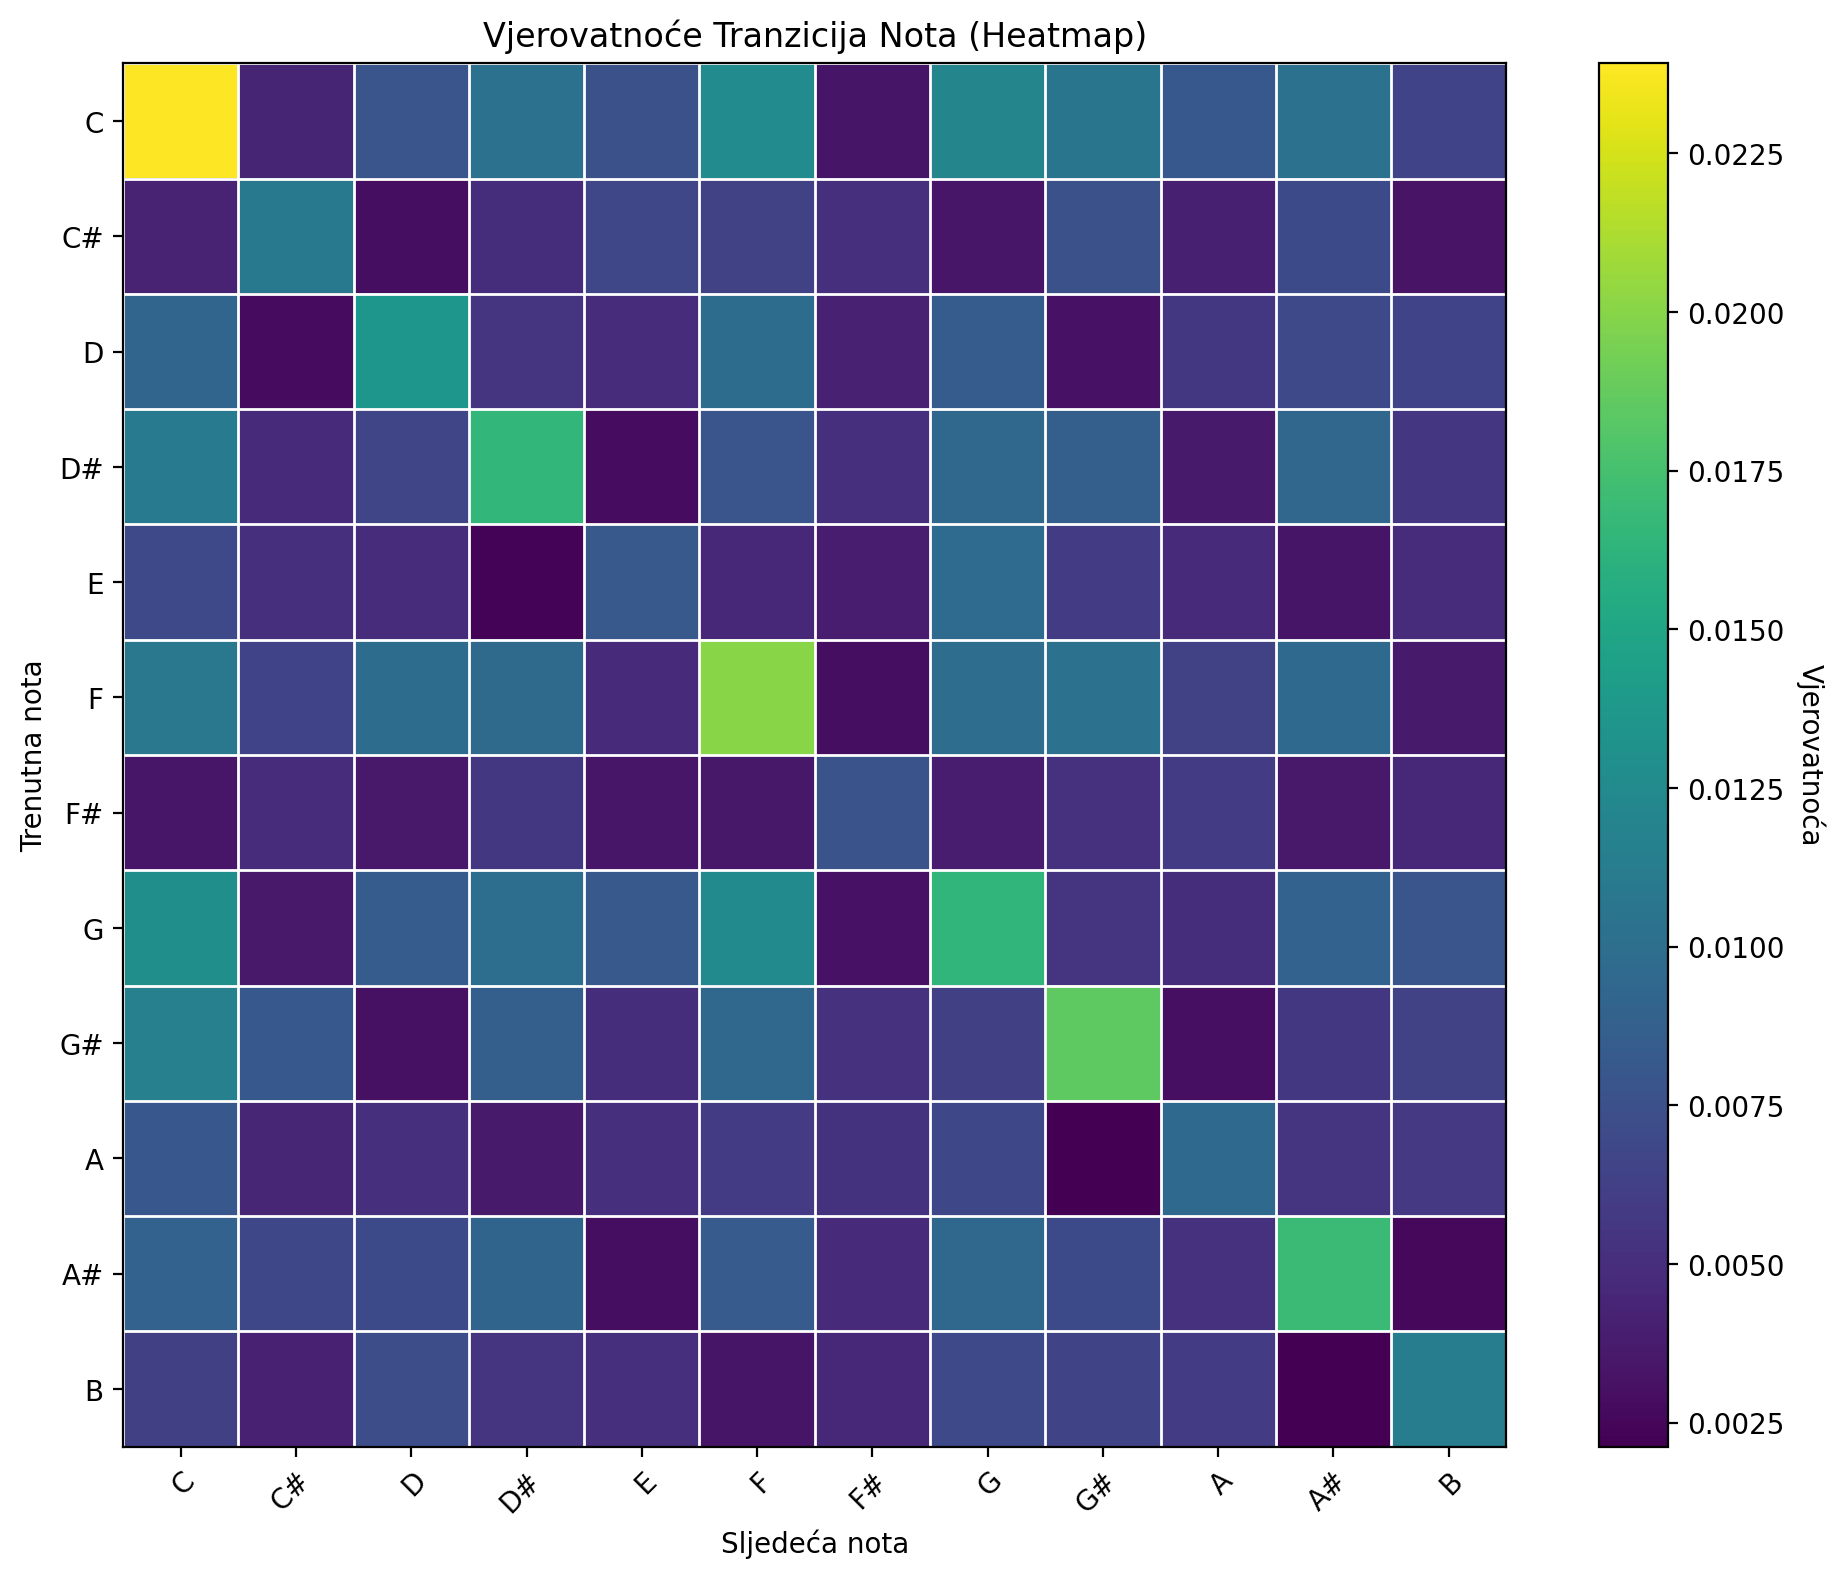 Vjerovatnoće Tranzicija Nota (Heatmap)
Trenutna nota
C
C#
D
D#
E
F
F#
G
G#
A
A#
B
C C# D D# E F F# G G# A A# B
Sljedeća nota
0.0225
0.0200
0.0175
0.0150
0.0125
0.0100
0.0075
0.0050
0.0025
Vjerovatnoća